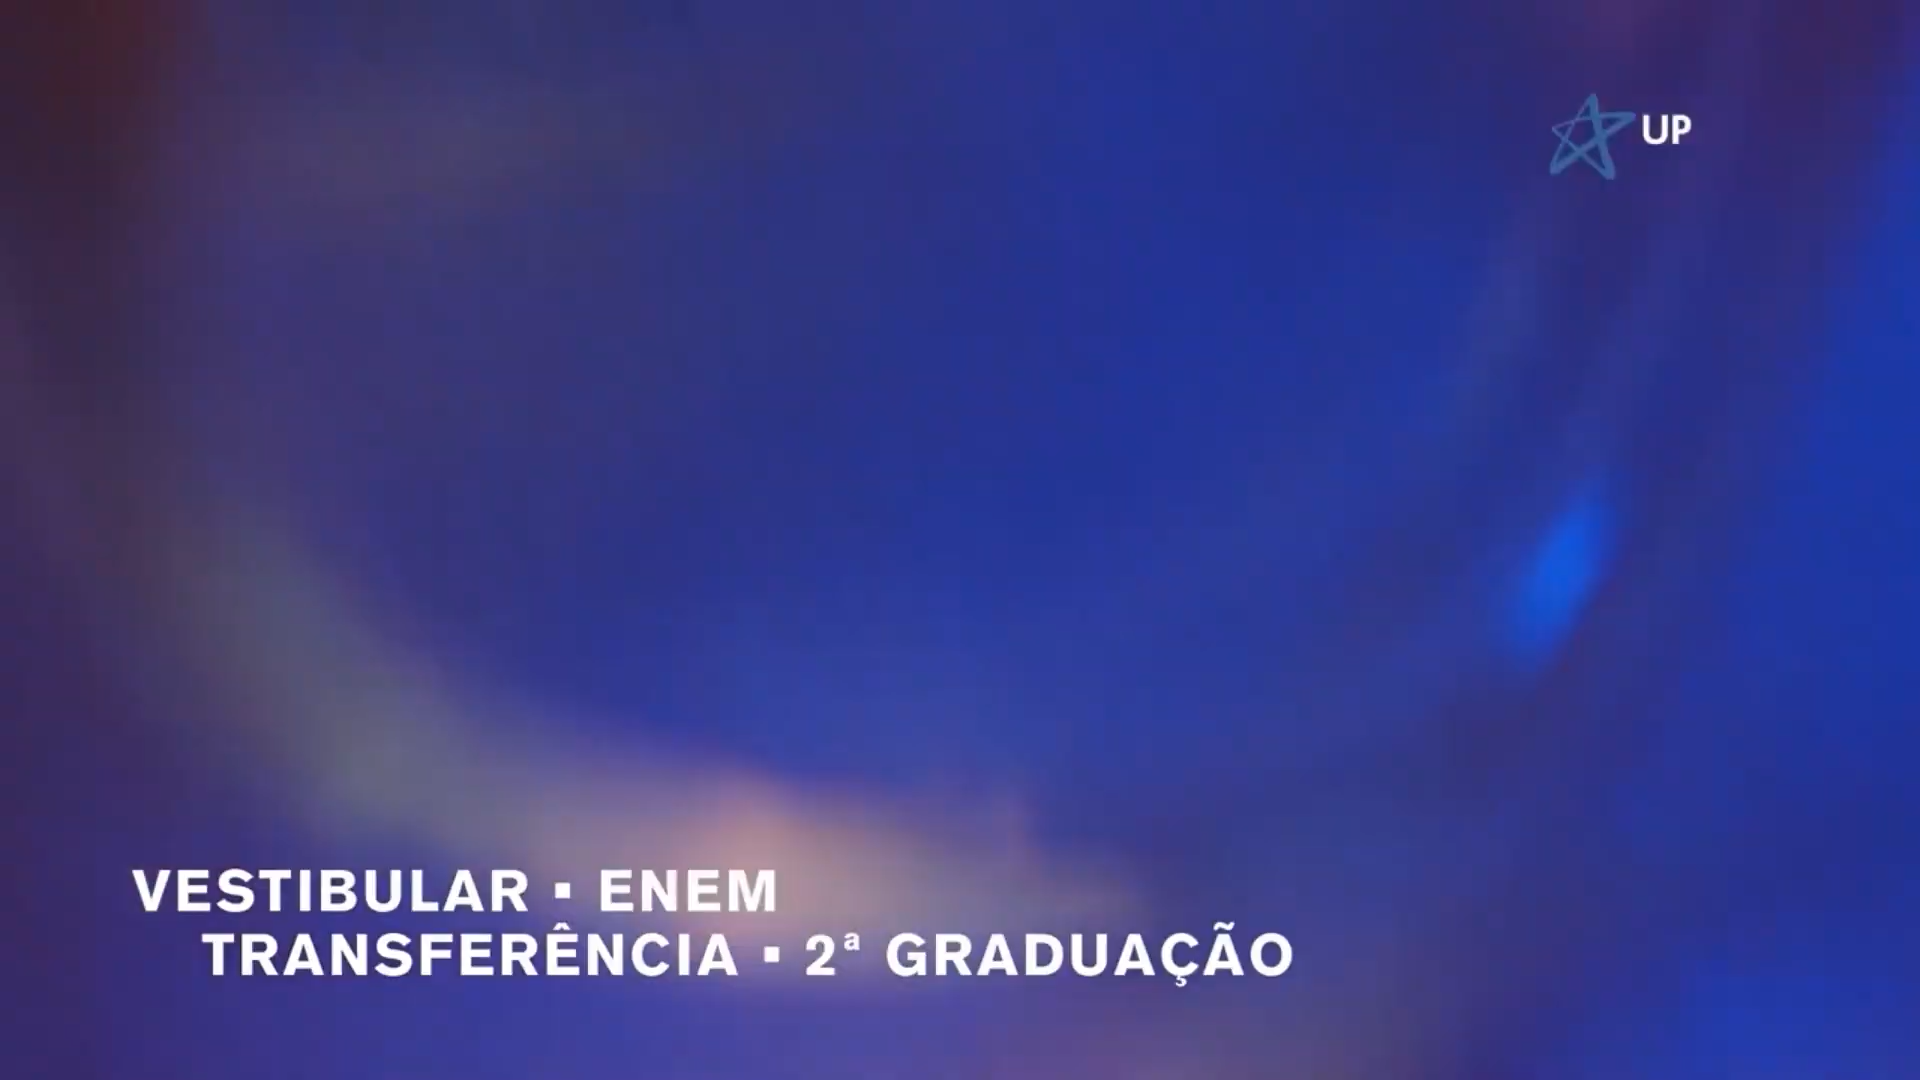 UP
VESTIBULAR ▪ ENEM
TRANSFERÊNCIA ▪ 2ª GRADUAÇÃO